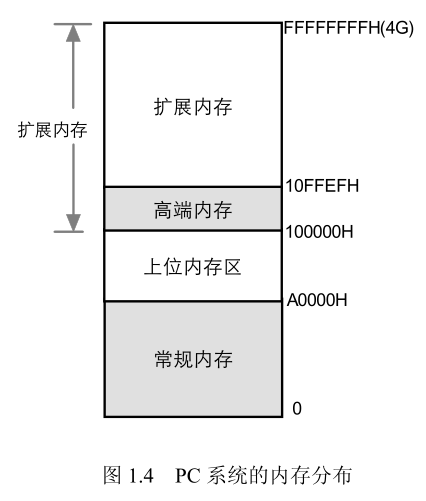 FFFFFFFFH(4G)
扩展内存
扩展内存
10FFEFH
高端内存
100000H
上位内存区
A0000H
常规内存
0
图 1.4 PC 系统的内存分布